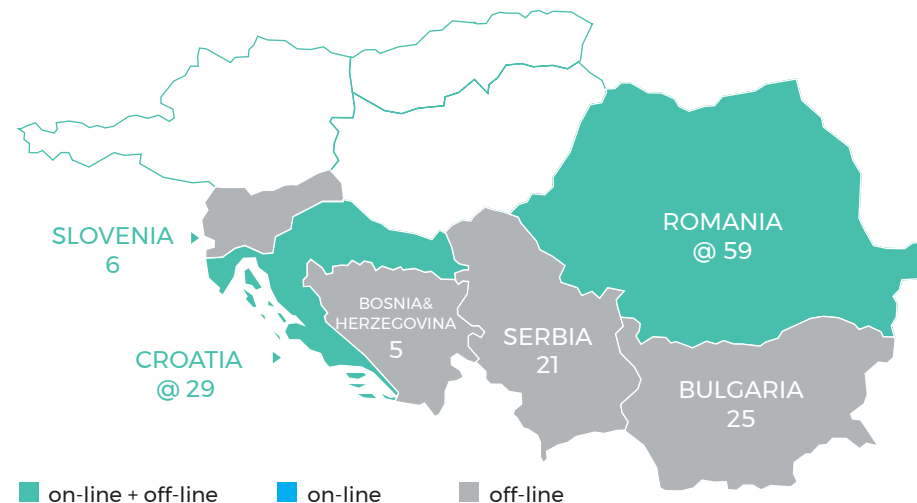 ROMANIA
@ 59
SLOVENIA
6
BOSNIA&
HERZEGOVINA
5
SERBIA
21
CROATIA
@ 29
BULGARIA
25
on-line + off-line
on-line
off-line